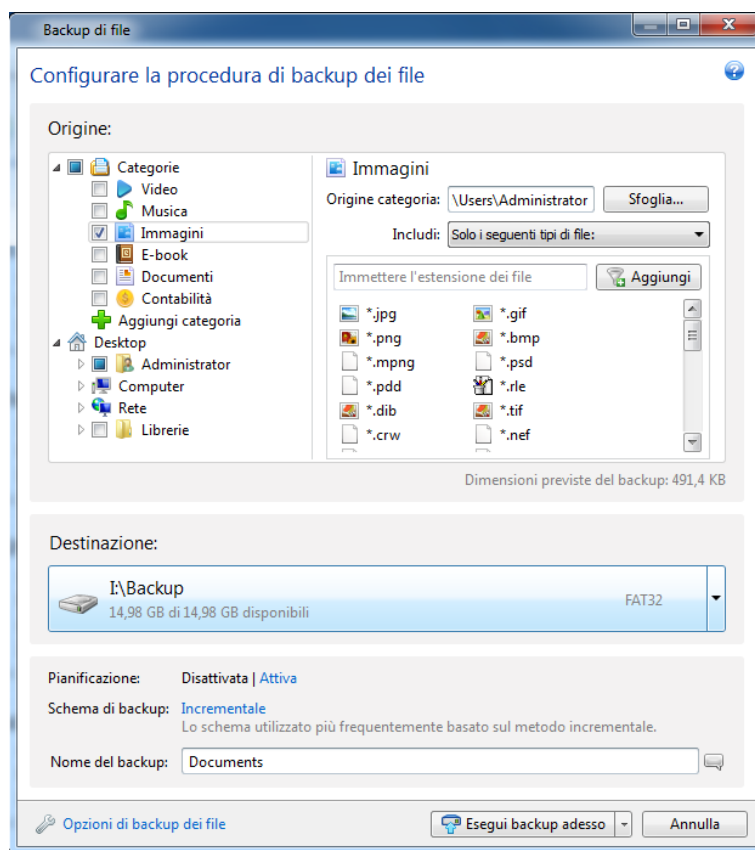 Backup di file
Configurare la procedura di backup dei file
Origine:
Categorie
Video
Musica
Immagini
E-book
Documenti
Contabilità
Aggiungi categoria
Desktop
Administrator
Computer
Rete
Librerie
Immagini
Origine categoria: \Users\Administrator Sfoglia...
Includi: Solo i seguenti tipi di file:
Immettere l'estensione dei file Aggiungi
*.jpg *.gif
*.png *.bmp
*.mpng *.psd
*.pdd *.rle
*.dib *.tif
*.crw *.nef
Dimensioni previste del backup: 491,4 KB
Destinazione:
I:\Backup
14,98 GB di 14,98 GB disponibili
FAT32
Pianificazione: Disattivata | Attiva
Schema di backup: Incrementale
Lo schema utilizzato più frequentemente basato sul metodo incrementale.
Nome del backup: Documents
Opzioni di backup dei file Esegui backup adesso Annulla